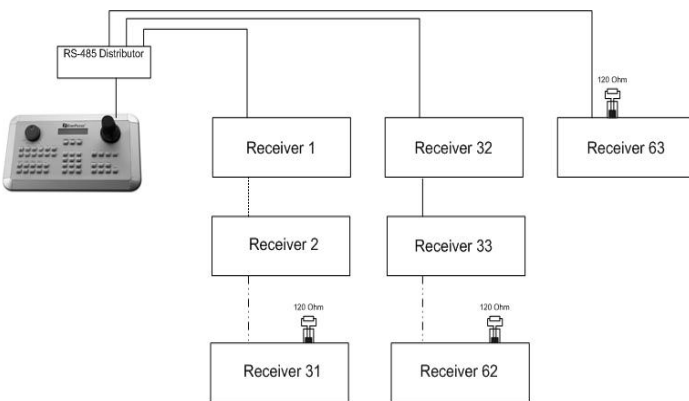 RS-485 Distributor
120 Ohm
Receiver 1
Receiver 32
Receiver 63
Receiver 2
Receiver 33
120 Ohm
120 Ohm
Receiver 31
Receiver 62